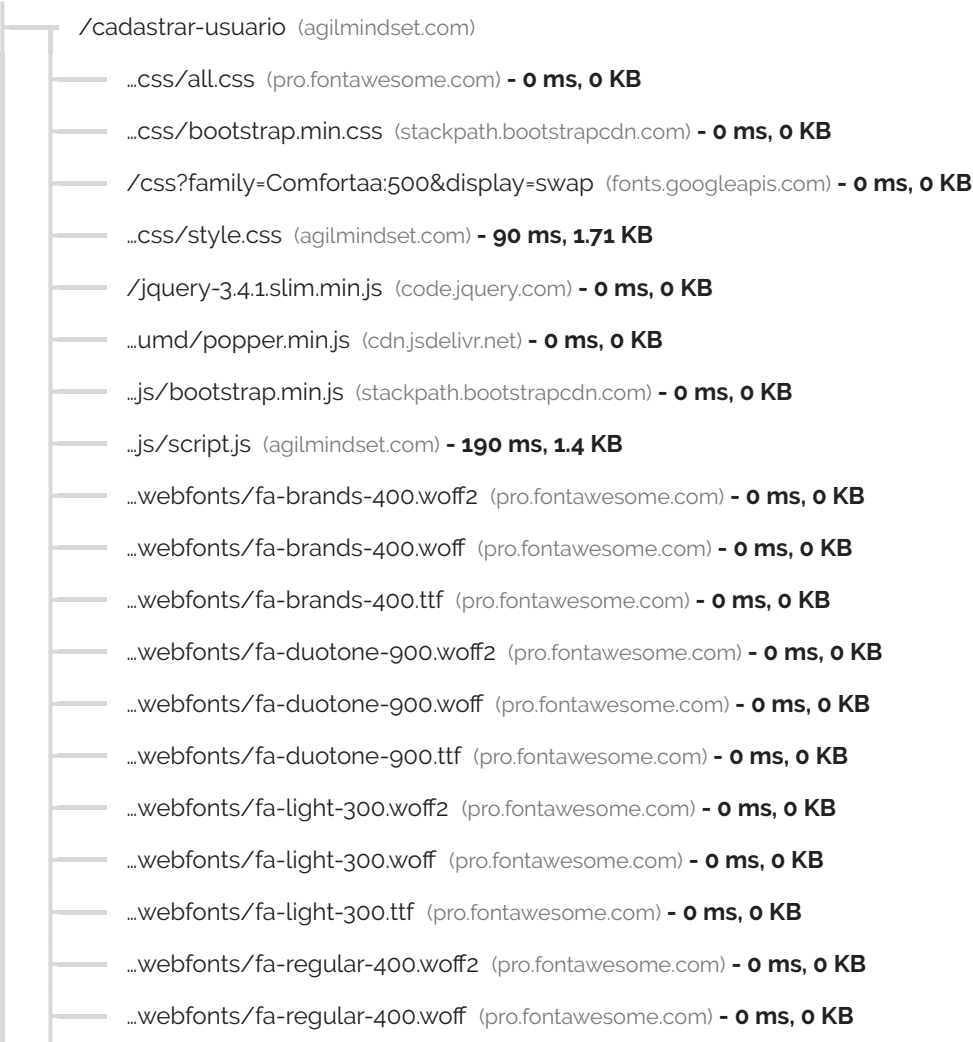 /cadastrar-usuario (agilmindset.com)
...css/all.css (pro.fontawesome.com) - 0 ms, 0 KB
...css/bootstrap.min.css (stackpath.bootstrapcdn.com) - 0 ms, 0 KB
/css?family=Comfortaa:500&display=swap (fonts.googleapis.com) - 0 ms, 0 KB
...css/style.css (agilmindset.com) - 90 ms, 1.71 KB
/jquery-3.4.1.slim.min.js (code.jquery.com) - 0 ms, 0 KB
...umd/popper.min.js (cdn.jsdelivr.net) - 0 ms, 0 KB
...js/bootstrap.min.js (stackpath.bootstrapcdn.com) - 0 ms, 0 KB
...js/script.js (agilmindset.com) - 190 ms, 1.4 KB
...webfonts/fa-brands-400.woff2 (pro.fontawesome.com) - 0 ms, 0 KB
...webfonts/fa-brands-400.woff (pro.fontawesome.com) - 0 ms, 0 KB
...webfonts/fa-brands-400.ttf (pro.fontawesome.com) - 0 ms, 0 KB
...webfonts/fa-duotone-900.woff2 (pro.fontawesome.com) - 0 ms, 0 KB
...webfonts/fa-duotone-900.woff (pro.fontawesome.com) - 0 ms, 0 KB
...webfonts/fa-duotone-900.ttf (pro.fontawesome.com) - 0 ms, 0 KB
...webfonts/fa-light-300.woff2 (pro.fontawesome.com) - 0 ms, 0 KB
...webfonts/fa-light-300.woff (pro.fontawesome.com) - 0 ms, 0 KB
...webfonts/fa-light-300.ttf (pro.fontawesome.com) - 0 ms, 0 KB
...webfonts/fa-regular-400.woff2 (pro.fontawesome.com) - 0 ms, 0 KB
...webfonts/fa-regular-400.woff (pro.fontawesome.com) - 0 ms, 0 KB